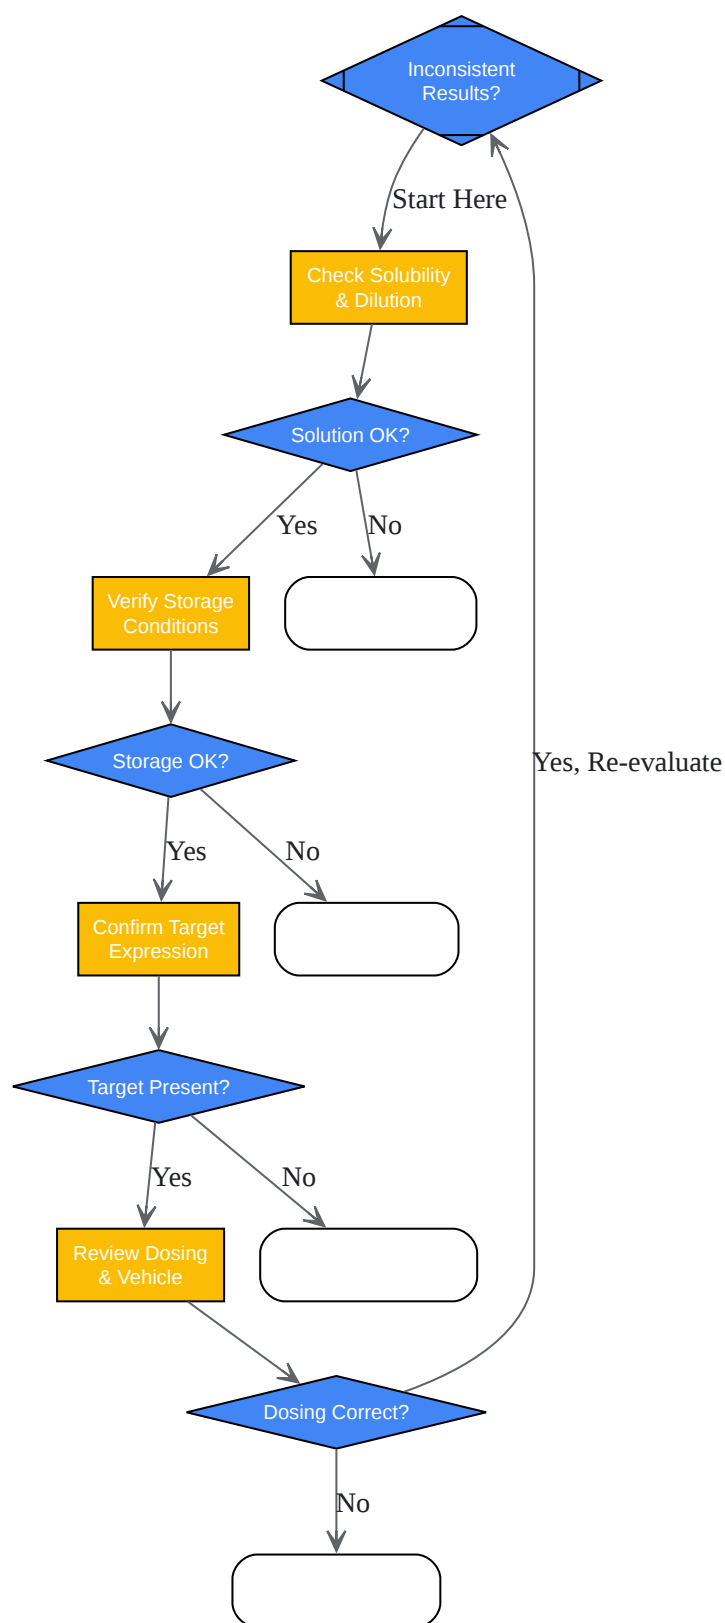 Inconsistent
Results?
Start Here
Check Solubility
& Dilution
Solution OK?
Yes
No
Verify Storage
Conditions
Storage OK?
Yes, Re-evaluate
Yes
No
Confirm Target
Expression
Target Present?
Yes
No
Review Dosing
& Vehicle
Dosing Correct?
No